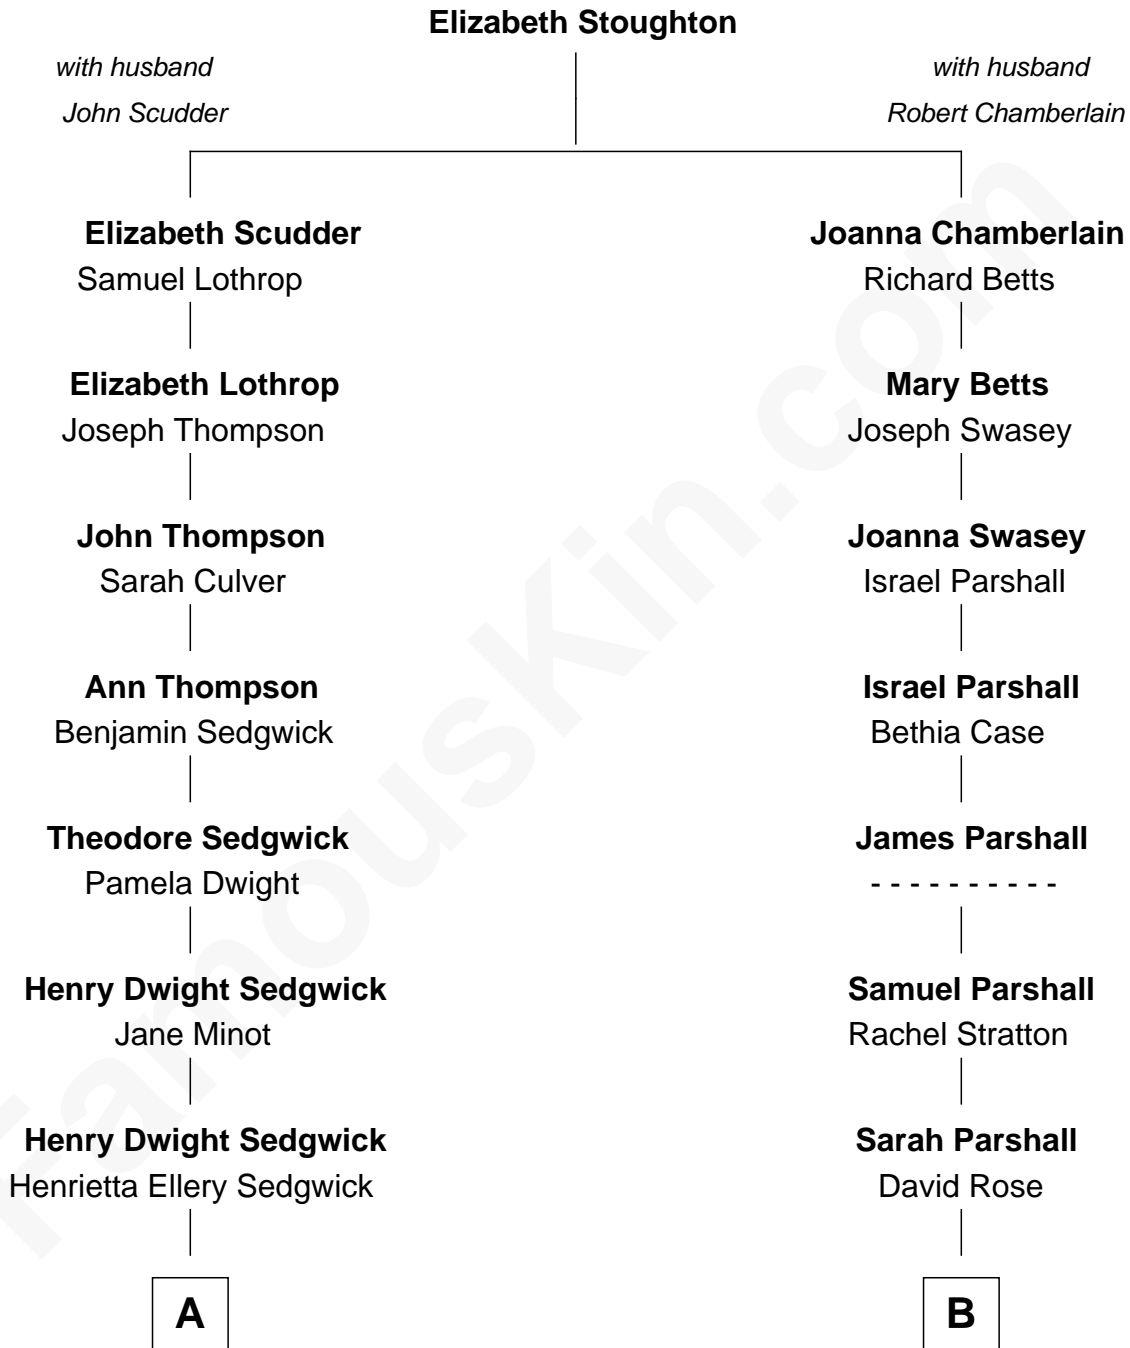 Elizabeth Stoughton
with husband
John Scudder
with husband
Robert Chamberlain
Elizabeth Scudder
Samuel Lothrop
Joanna Chamberlain
Richard Betts
Elizabeth Lothrop
Joseph Thompson
Mary Betts
Joseph Swasey
John Thompson
Sarah Culver
Joanna Swasey
Israel Parshall
Ann Thompson
Benjamin Sedgwick
Israel Parshall
Bethia Case
Theodore Sedgwick
Pamela Dwight
James Parshall
- - - - - - - - - -
Henry Dwight Sedgwick
Jane Minot
Samuel Parshall
Rachel Stratton
Henry Dwight Sedgwick
Henrietta Ellery Sedgwick
Sarah Parshall
David Rose
A
B
FamousKin.com